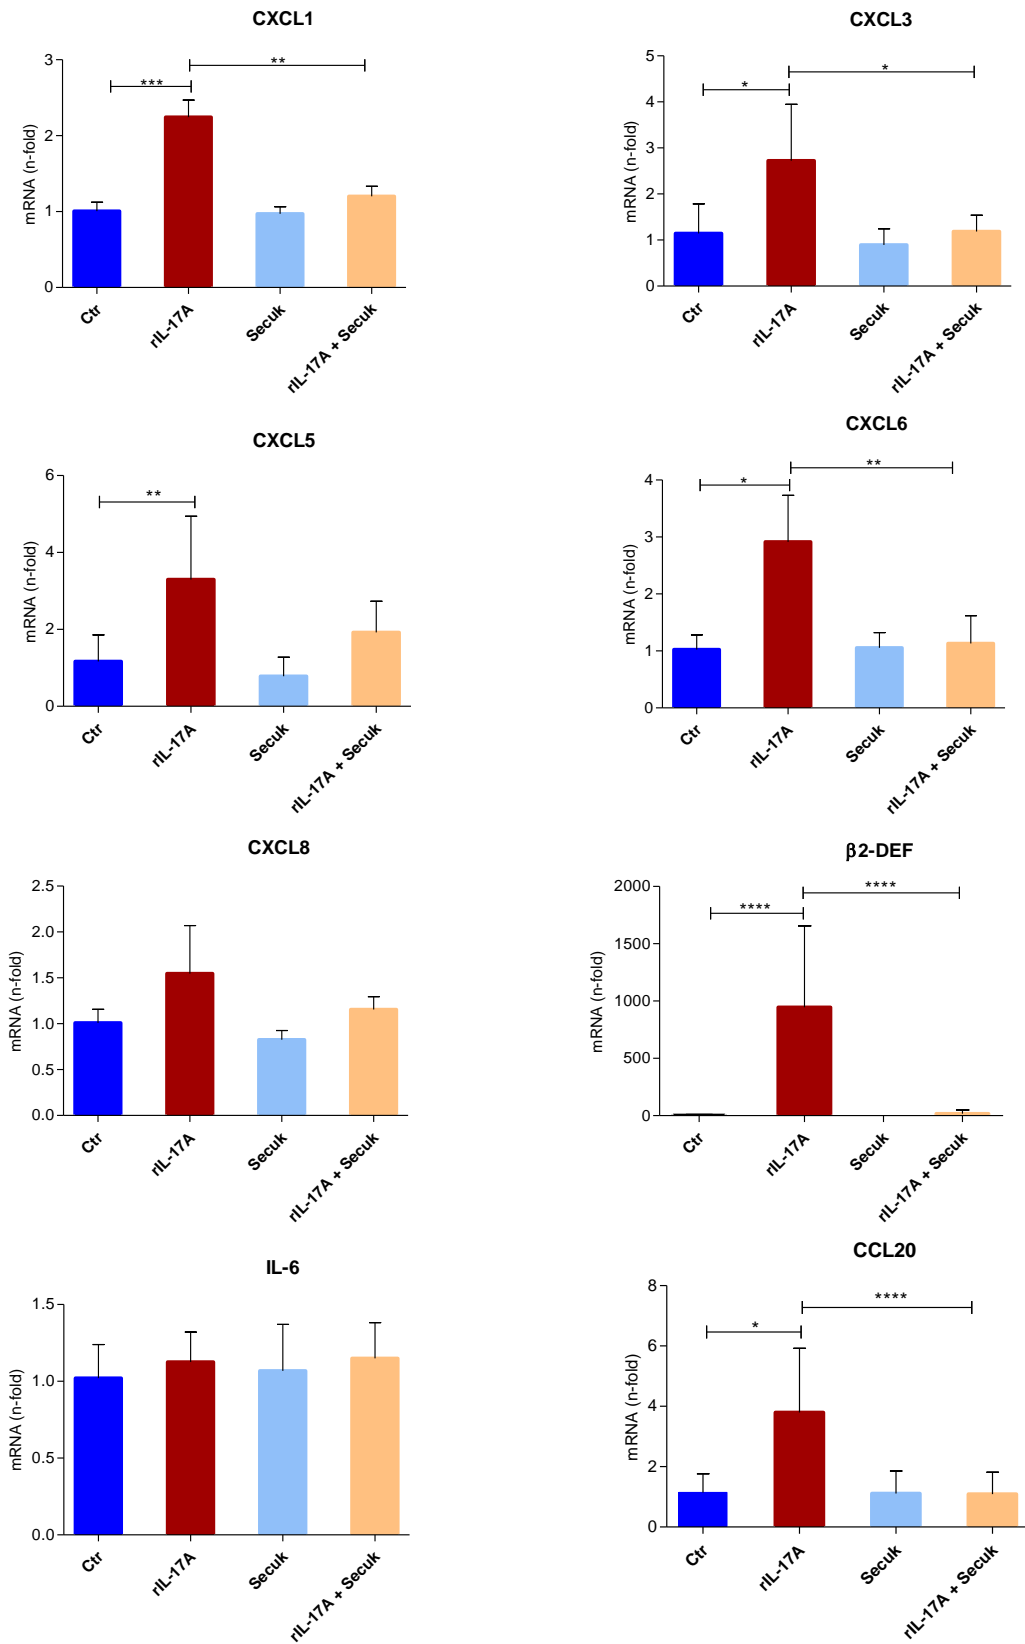 CXCL1
mRNA (n-fold)
3
2
1
0
***
**
Ctr
rIL-17A
Secuk
rIL-17A + Secuk
CXCL3
mRNA (n-fold)
5
4
3
2
1
0
*
*
Ctr
rIL-17A
Secuk
rIL-17A + Secuk
CXCL5
mRNA (n-fold)
6
4
2
0
**
Ctr
rIL-17A
Secuk
rIL-17A + Secuk
CXCL6
mRNA (n-fold)
4
3
2
1
0
*
**
Ctr
rIL-17A
Secuk
rIL-17A + Secuk
CXCL8
mRNA (n-fold)
2.5
2.0
1.5
1.0
0.5
0.0
Ctr
rIL-17A
Secuk
rIL-17A + Secuk
β2-DEF
mRNA (n-fold)
2000
1500
1000
500
0
****
****
Ctr
rIL-17A
Secuk
rIL-17A + Secuk
IL-6
mRNA (n-fold)
1.5
1.0
0.5
0.0
Ctr
rIL-17A
Secuk
rIL-17A + Secuk
CCL20
mRNA (n-fold)
8
6
4
2
0
*
****
Ctr
rIL-17A
Secuk
rIL-17A + Secuk